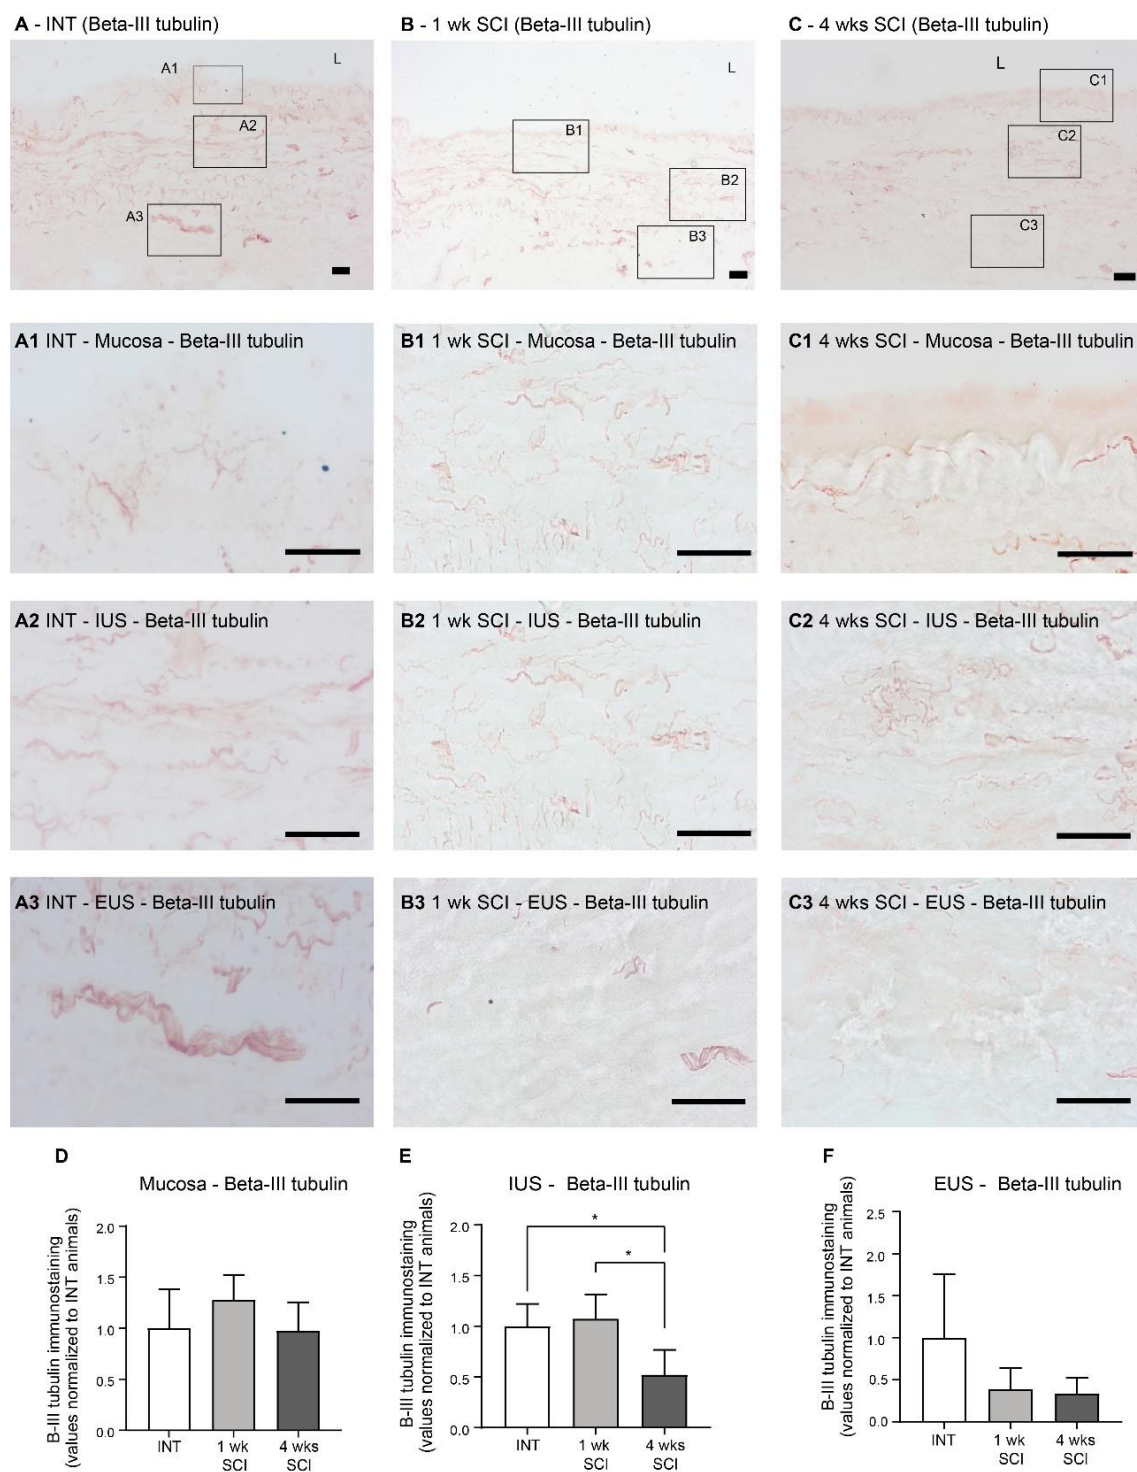 A - INT (Beta-III tubulin)
B - 1 wk SCI (Beta-III tubulin)
C - 4 wks SCI (Beta-III tubulin)
A1
L
A2
A3
L
B1
B2
B3
L
C1
C2
C3
A1 INT - Mucosa - Beta-III tubulin
B1 1 wk SCI - Mucosa - Beta-III tubulin
C1 4 wks SCI - Mucosa - Beta-III tubulin
A2 INT - IUS - Beta-III tubulin
B2 1 wk SCI - IUS - Beta-III tubulin
C2 4 wks SCI - IUS - Beta-III tubulin
A3 INT - EUS - Beta-III tubulin
B3 1 wk SCI - EUS - Beta-III tubulin
C3 4 wks SCI - EUS - Beta-III tubulin
D
Mucosa - Beta-III tubulin
B-III tubulin immunostaining
(values normalized to INT animals)
2.0
1.5
1.0
0.5
0.0
INT
1 wk
SCI
4 wks
SCI
E
IUS - Beta-III tubulin
B-III tubulin immunostaining
(values normalized to INT animals)
2.0
1.5
1.0
0.5
0.0
*
*
INT
1 wk
SCI
4 wks
SCI
F
EUS - Beta-III tubulin
B-III tubulin immunostaining
(values normalized to INT animals)
2.5
2.0
1.5
1.0
0.5
0.0
INT
1 wk
SCI
4 wks
SCI